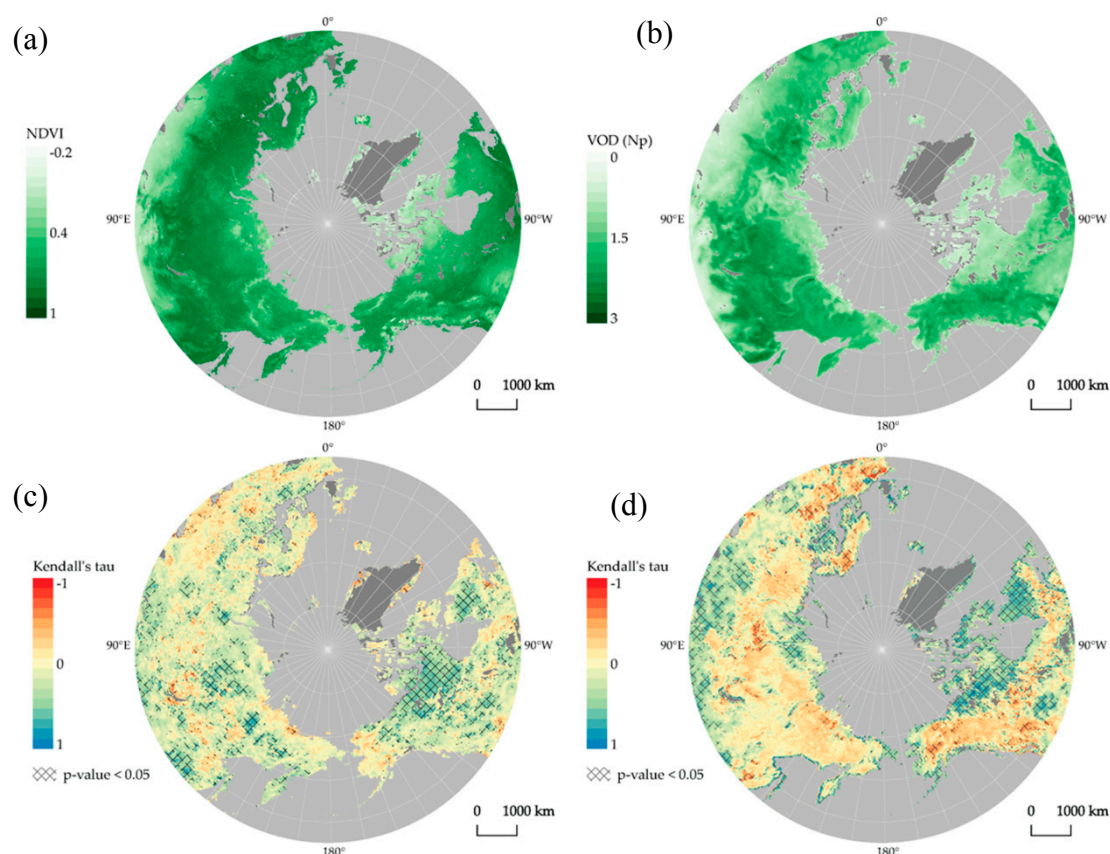 (a)
0°
NDVI
-0.2
0.4
1
90°E
90°W
0 1000 km
180°
(b)
0°
VOD (Np)
0
1.5
3
90°E
90°W
0 1000 km
180°
(c)
0°
Kendall's tau
-1
0
1
p-value < 0.05
90°E
90°W
0 1000 km
180°
(d)
0°
Kendall's tau
-1
0
1
p-value < 0.05
90°E
90°W
0 1000 km
180°